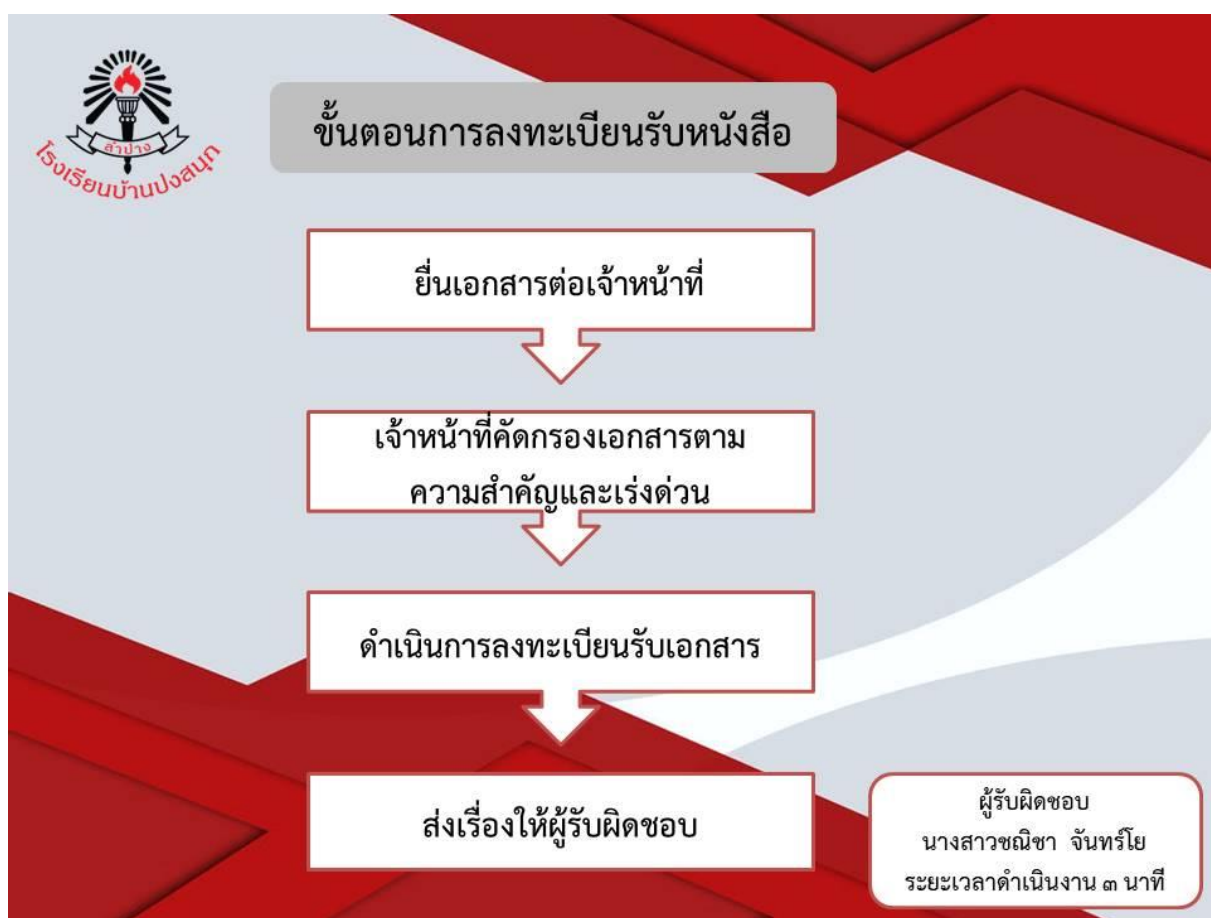 ลำปาง
โรงเรียนบ้านปงสนุก
ขั้นตอนการลงทะเบียนรับหนังสือ
ยื่นเอกสารต่อเจ้าหน้าที่
เจ้าหน้าที่คัดกรองเอกสารตาม
ความสำคัญและเร่งด่วน
ดำเนินการลงทะเบียนรับเอกสาร
ส่งเรื่องให้ผู้รับผิดชอบ
ผู้รับผิดชอบ
นางสาวชณิชา จันทร์โย
ระยะเวลาดำเนินงาน ๓ นาที